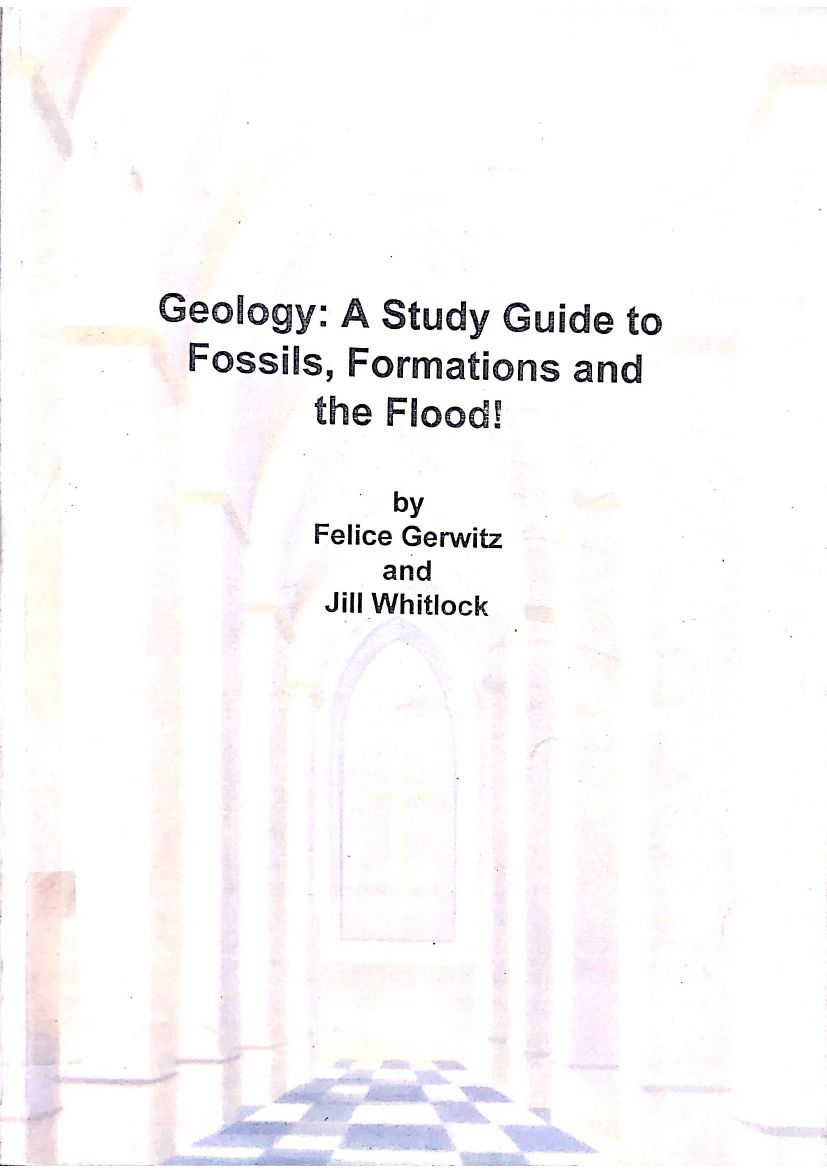 Geology: A Study Guide to
Fossils, Formations and
the Flood!
by
Felice Gerwitz
and
Jill Whitlock